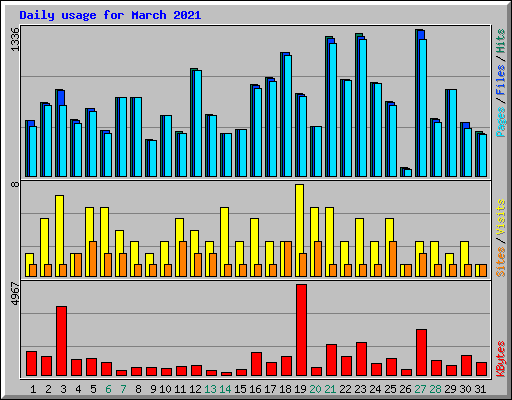 Daily usage for March 2021
1336
Pages / Files / Hits
8
Sites / Visits
4967
KBytes
1 2 3 4 5 6 7 8 9 10 11 12 13 14 15 16 17 18 19 20 21 22 23 24 25 26 27 28 29 30 31